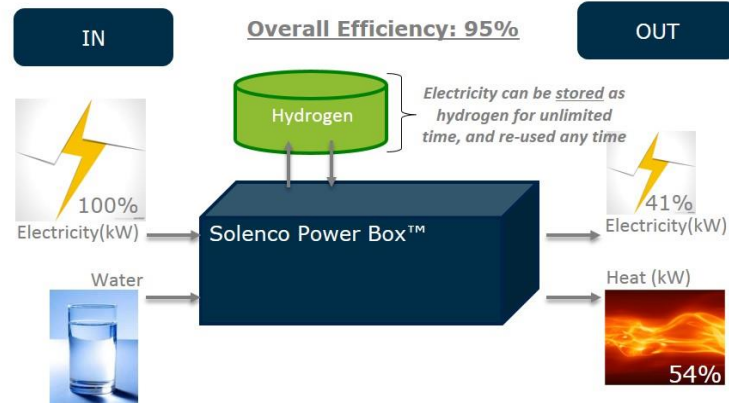 IN
Overall Efficiency: 95%
OUT
Hydrogen
Electricity can be stored as
hydrogen for unlimited
time, and re-used any time
100%
Electricity(kW)
Solenco Power Box™
41%
Electricity(kW)
Water
Heat (kW)
54%